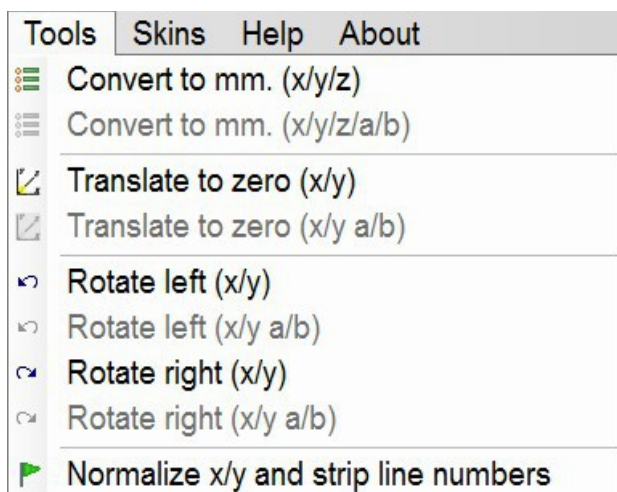 Tools Skins Help About
Convert to mm. (x/y/z)
Convert to mm. (x/y/z/a/b)
Translate to zero (x/y)
Translate to zero (x/y a/b)
Rotate left (x/y)
Rotate left (x/y a/b)
Rotate right (x/y)
Rotate right (x/y a/b)
Normalize x/y and strip line numbers